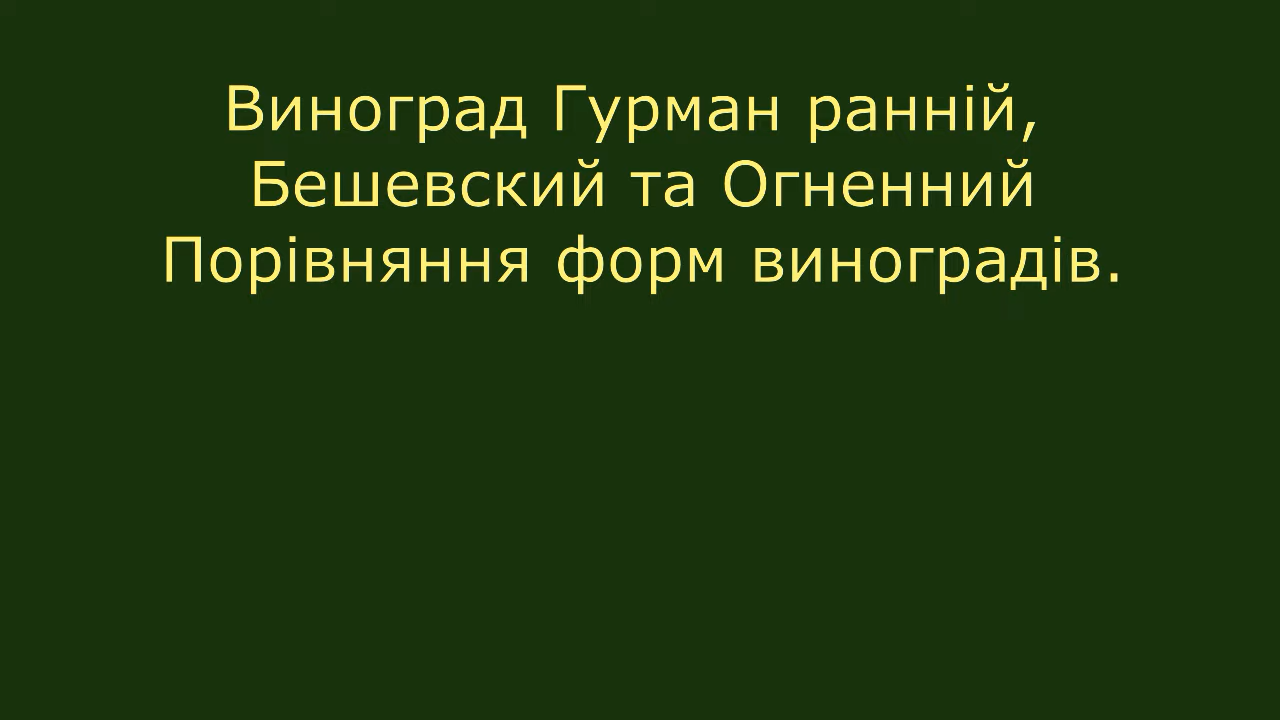 Виноград Гурман ранній,
Бешевский та Огненний
Порівняння форм виноградів.